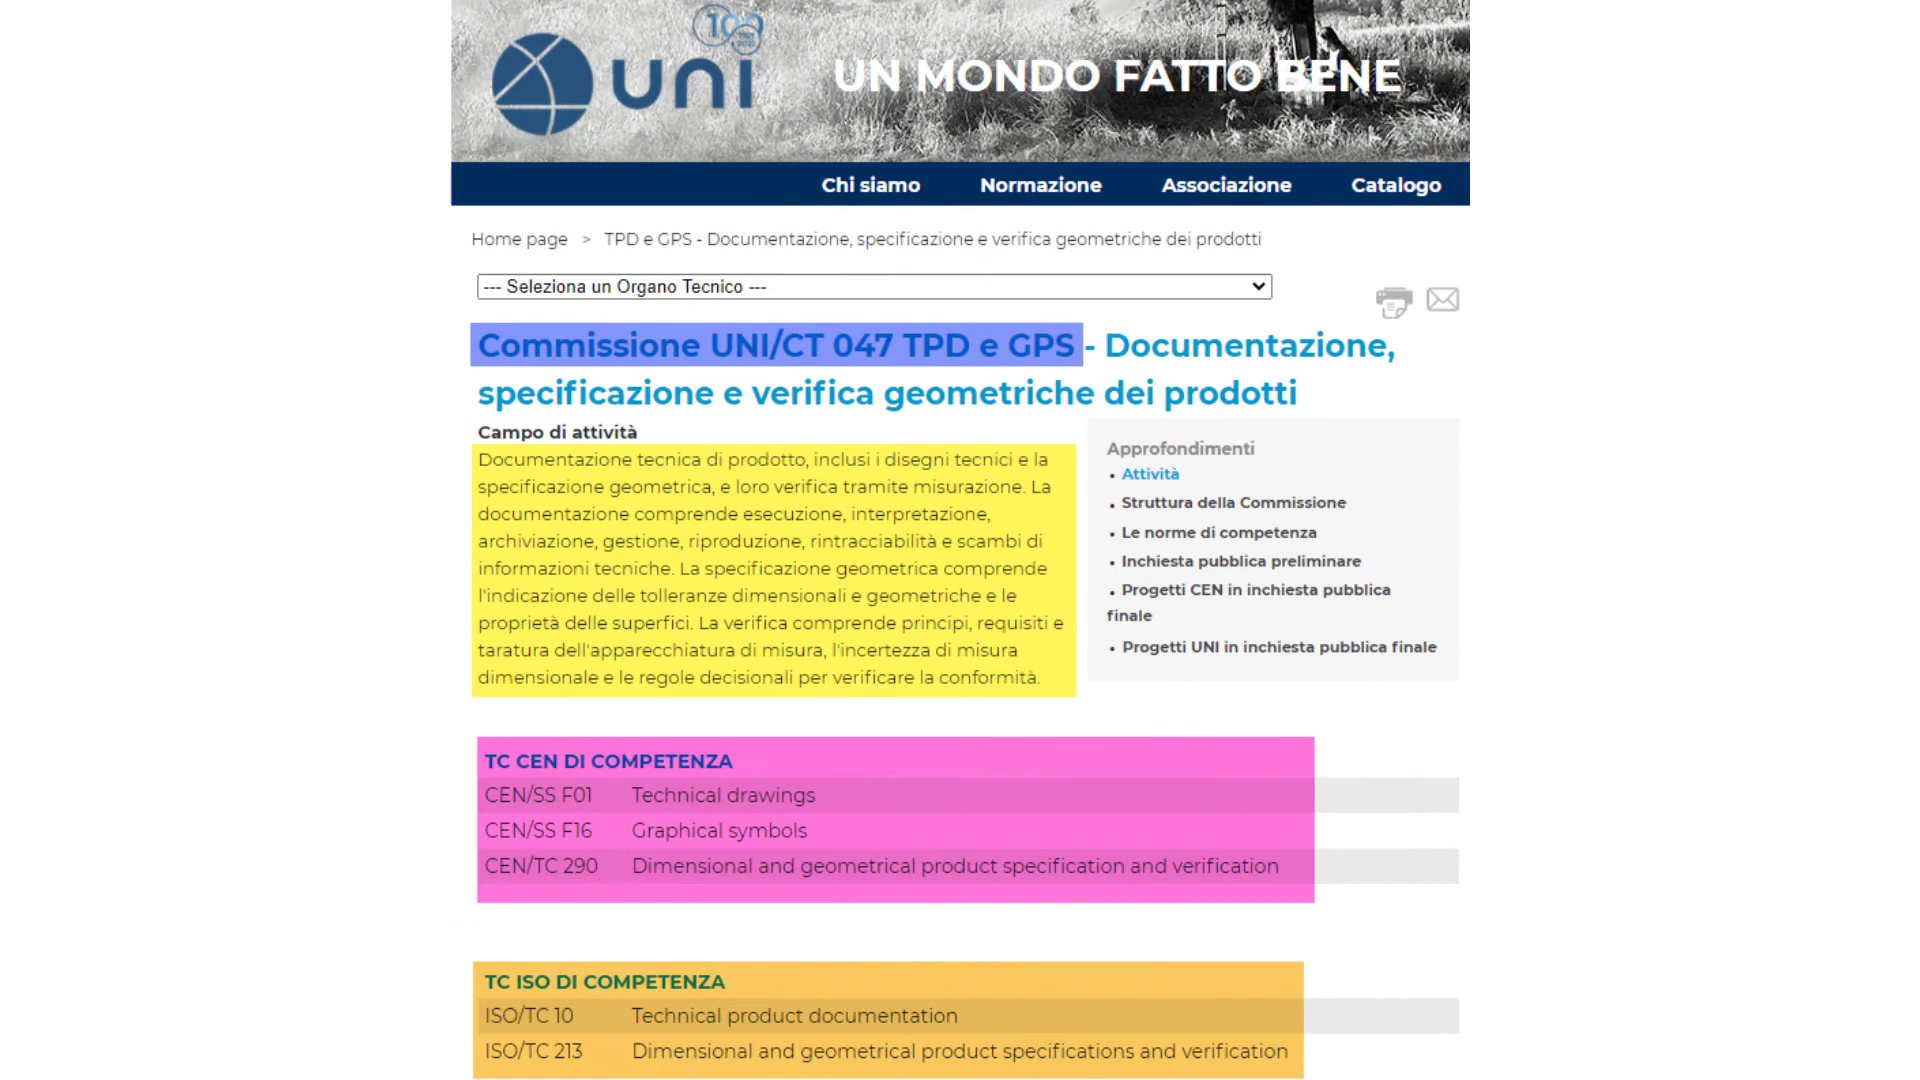 100
uni
UN MONDO FATTO BENE
Chi siamo Normazione Associazione Catalogo
Home page > TPD e GPS - Documentazione, specificazione e verifica geometriche dei prodotti
--- Seleziona un Organo Tecnico ---
Commissione UNI/CT 047 TPD e GPS - Documentazione,
specificazione e verifica geometriche dei prodotti
Campo di attività
Documentazione tecnica di prodotto, inclusi i disegni tecnici e la
specificazione geometrica, e loro verifica tramite misurazione. La
documentazione comprende esecuzione, interpretazione,
archiviazione, gestione, riproduzione, rintracciabilità e scambi di
informazioni tecniche. La specificazione geometrica comprende
l'indicazione delle tolleranze dimensionali e geometriche e le
proprietà delle superfici. La verifica comprende principi, requisiti e
taratura dell'apparecchiatura di misura, l'incertezza di misura
dimensionale e le regole decisionali per verificare la conformità.
Approfondimenti
• Attività
• Struttura della Commissione
• Le norme di competenza
• Inchiesta pubblica preliminare
• Progetti CEN in inchiesta pubblica
finale
• Progetti UNI in inchiesta pubblica finale
TC CEN DI COMPETENZA
CEN/SS F01 Technical drawings
CEN/SS F16 Graphical symbols
CEN/TC 290 Dimensional and geometrical product specification and verification
TC ISO DI COMPETENZA
ISO/TC 10 Technical product documentation
ISO/TC 213 Dimensional and geometrical product specifications and verification